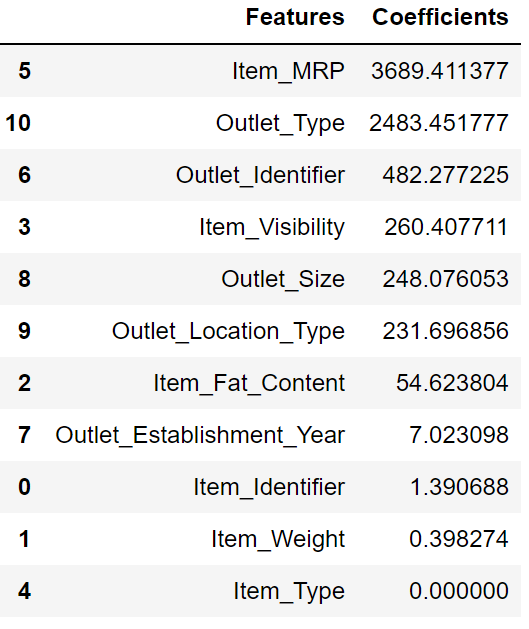 Features Coefficients
5 Item_MRP 3689.411377
10 Outlet_Type 2483.451777
6 Outlet_Identifier 482.277225
3 Item_Visibility 260.407711
8 Outlet_Size 248.076053
9 Outlet_Location_Type 231.696856
2 Item_Fat_Content 54.623804
7 Outlet_Establishment_Year 7.023098
0 Item_Identifier 1.390688
1 Item_Weight 0.398274
4 Item_Type 0.000000